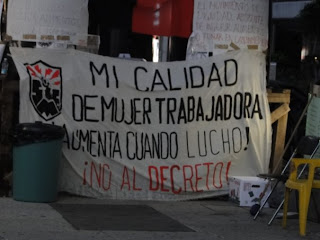 MI CALIDAD
DE MUJER TRABAJADORA
AUMENTA CUANDO LUCHO!
¡NO AL DECRETO!